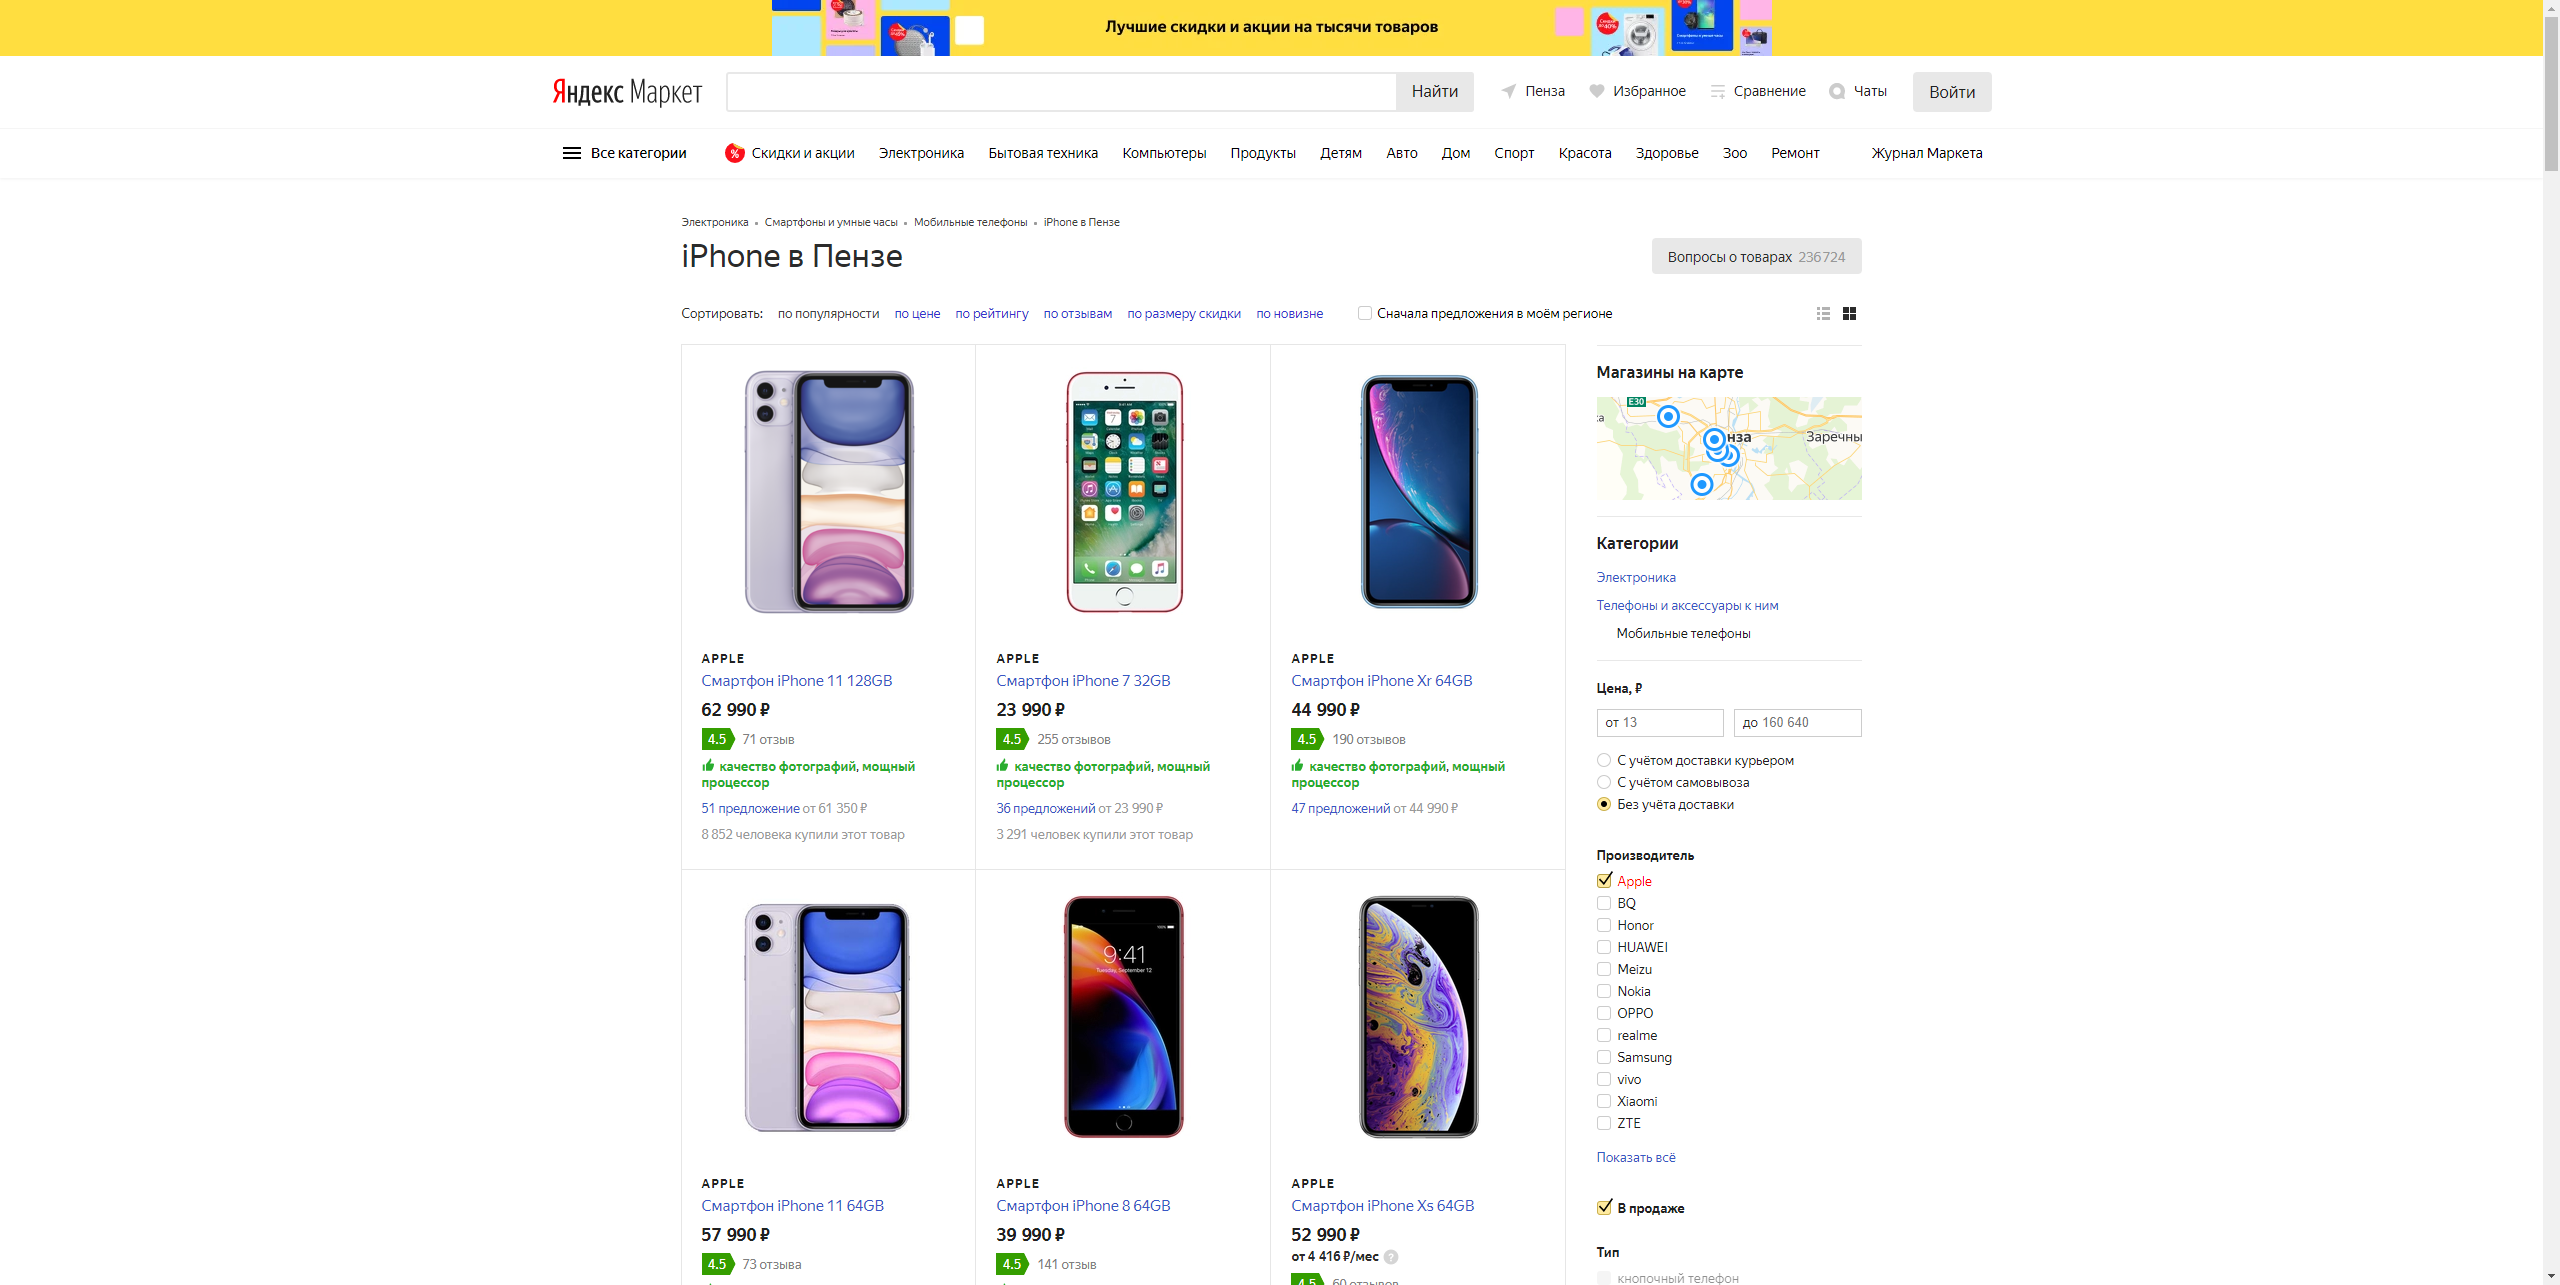 Лучшие скидки и акции на тысячи товаров
Яндекс Маркет
Найти
Пенза
Избранное
Сравнение
Чаты
Войти
Все категории
% Скидки и акции
Электроника
Бытовая техника
Компьютеры
Продукты
Детям
Авто
Дом
Спорт
Красота
Здоровье
Зоо
Ремонт
Журнал Маркета
Электроника • Смартфоны и умные часы • Мобильные телефоны • iPhone в Пензе
iPhone в Пензе
Вопросы о товарах 236724
Сортировать: по популярности по цене по рейтингу по отзывам по размеру скидки по новизне
Сначала предложения в моём регионе
APPLE
Смартфон iPhone 11 128GB
62 990 ₽
4.5 71 отзыв
качество фотографий, мощный
процессор
51 предложение от 61 350 ₽
8 852 человека купили этот товар
APPLE
Смартфон iPhone 7 32GB
23 990 ₽
4.5 255 отзывов
качество фотографий, мощный
процессор
36 предложений от 23 990 ₽
3 291 человек купили этот товар
APPLE
Смартфон iPhone Xr 64GB
44 990 ₽
4.5 190 отзывов
качество фотографий, мощный
процессор
47 предложений от 44 990 ₽
9:41
Tuesday, September 12
APPLE
Смартфон iPhone 11 64GB
57 990 ₽
4.5 73 отзыва
APPLE
Смартфон iPhone 8 64GB
39 990 ₽
4.5 141 отзыв
APPLE
Смартфон iPhone Xs 64GB
52 990 ₽
от 4 416 ₽/мес ?
4.5 60 отзывов
Магазины на карте
E30
нза
Заречны
Категории
Электроника
Телефоны и аксессуары к ним
Мобильные телефоны
Цена, ₽
от 13
до 160 640
С учётом доставки курьером
С учётом самовывоза
Без учёта доставки
Производитель
Apple
BQ
Honor
HUAWEI
Meizu
Nokia
OPPO
realme
Samsung
vivo
Xiaomi
ZTE
Показать всё
В продаже
Тип
кнопочный телефон